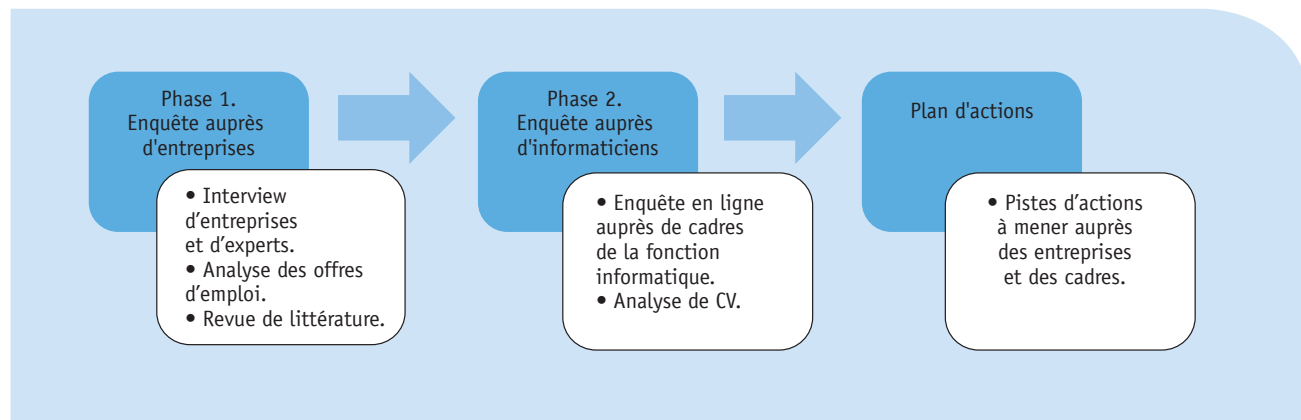 Phase 1.
Enquête auprès
d'entreprises
• Interview
d’entreprises
et d’experts.
• Analyse des offres
d’emploi.
• Revue de littérature.
Phase 2.
Enquête auprès
d'informaticiens
• Enquête en ligne
auprès de cadres
de la fonction
informatique.
• Analyse de CV.
Plan d'actions
• Pistes d’actions
à mener auprès
des entreprises
et des cadres.